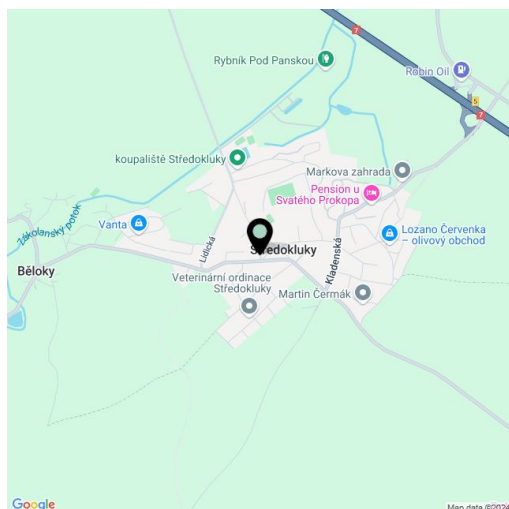 7
Rybník Pod Panskou
Robin Oil
5
7
koupaliště Středokluky
Markova zahrada
Pension u
Svatého Prokopa
Zákolanský potok
Vanta
Lidická
Lozano Červenka
– olivový obchod
Středokluky
Kladenská
Běloky
Veterinární ordinace
Středokluky
Martin Čermák
Google
Map data ©2024